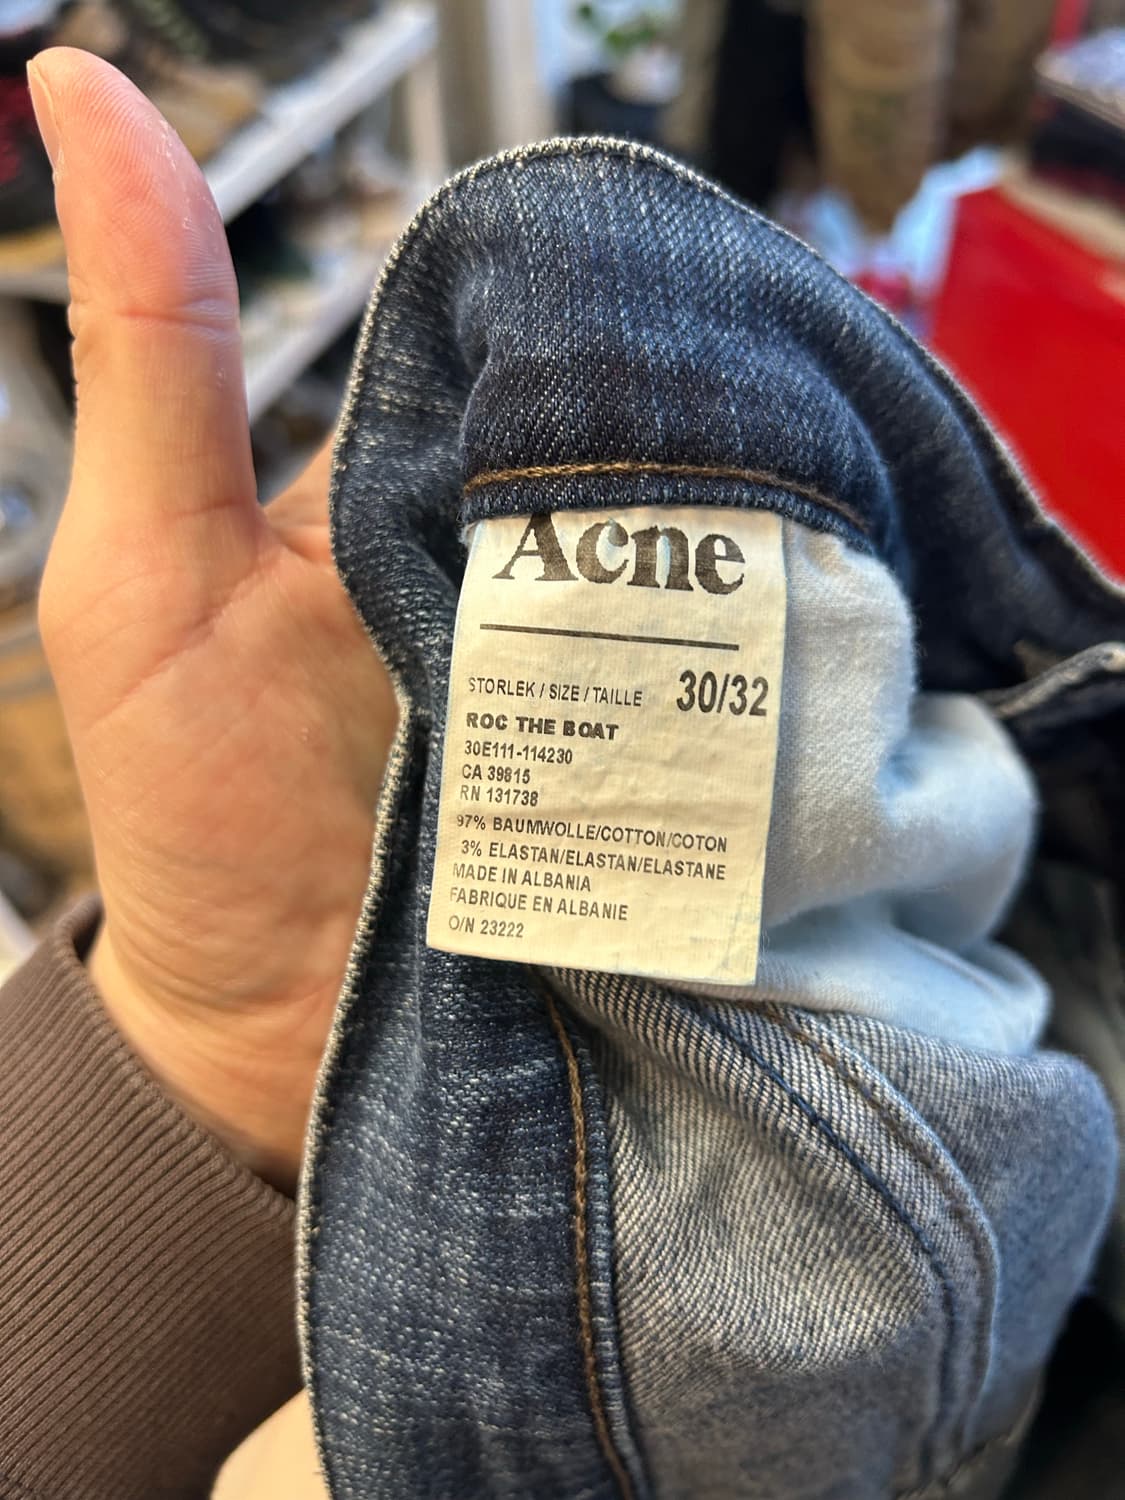 Acne
STORLEK / SIZE / TAILLE 30/32
ROC THE BOAT
30E111-114230
CA 39815
RN 131738
97% BAUMWOLLE/COTTON/COTON
3% ELASTAN/ELASTAN/ELASTANE
MADE IN ALBANIA
FABRIQUE EN ALBANIE
O/N 23222